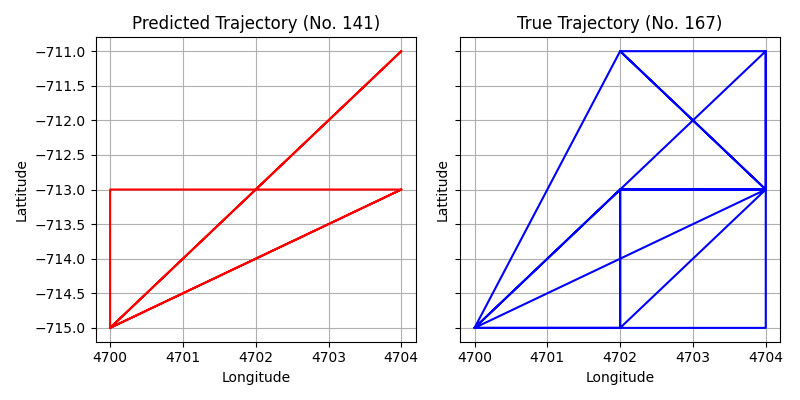 Predicted Trajectory (No. 141)
True Trajectory (No. 167)
Lattitude
−711.0
−711.5
−712.0
−712.5
−713.0
−713.5
−714.0
−714.5
−715.0
4700 4701 4702 4703 4704
Longitude
Lattitude
4700 4701 4702 4703 4704
Longitude